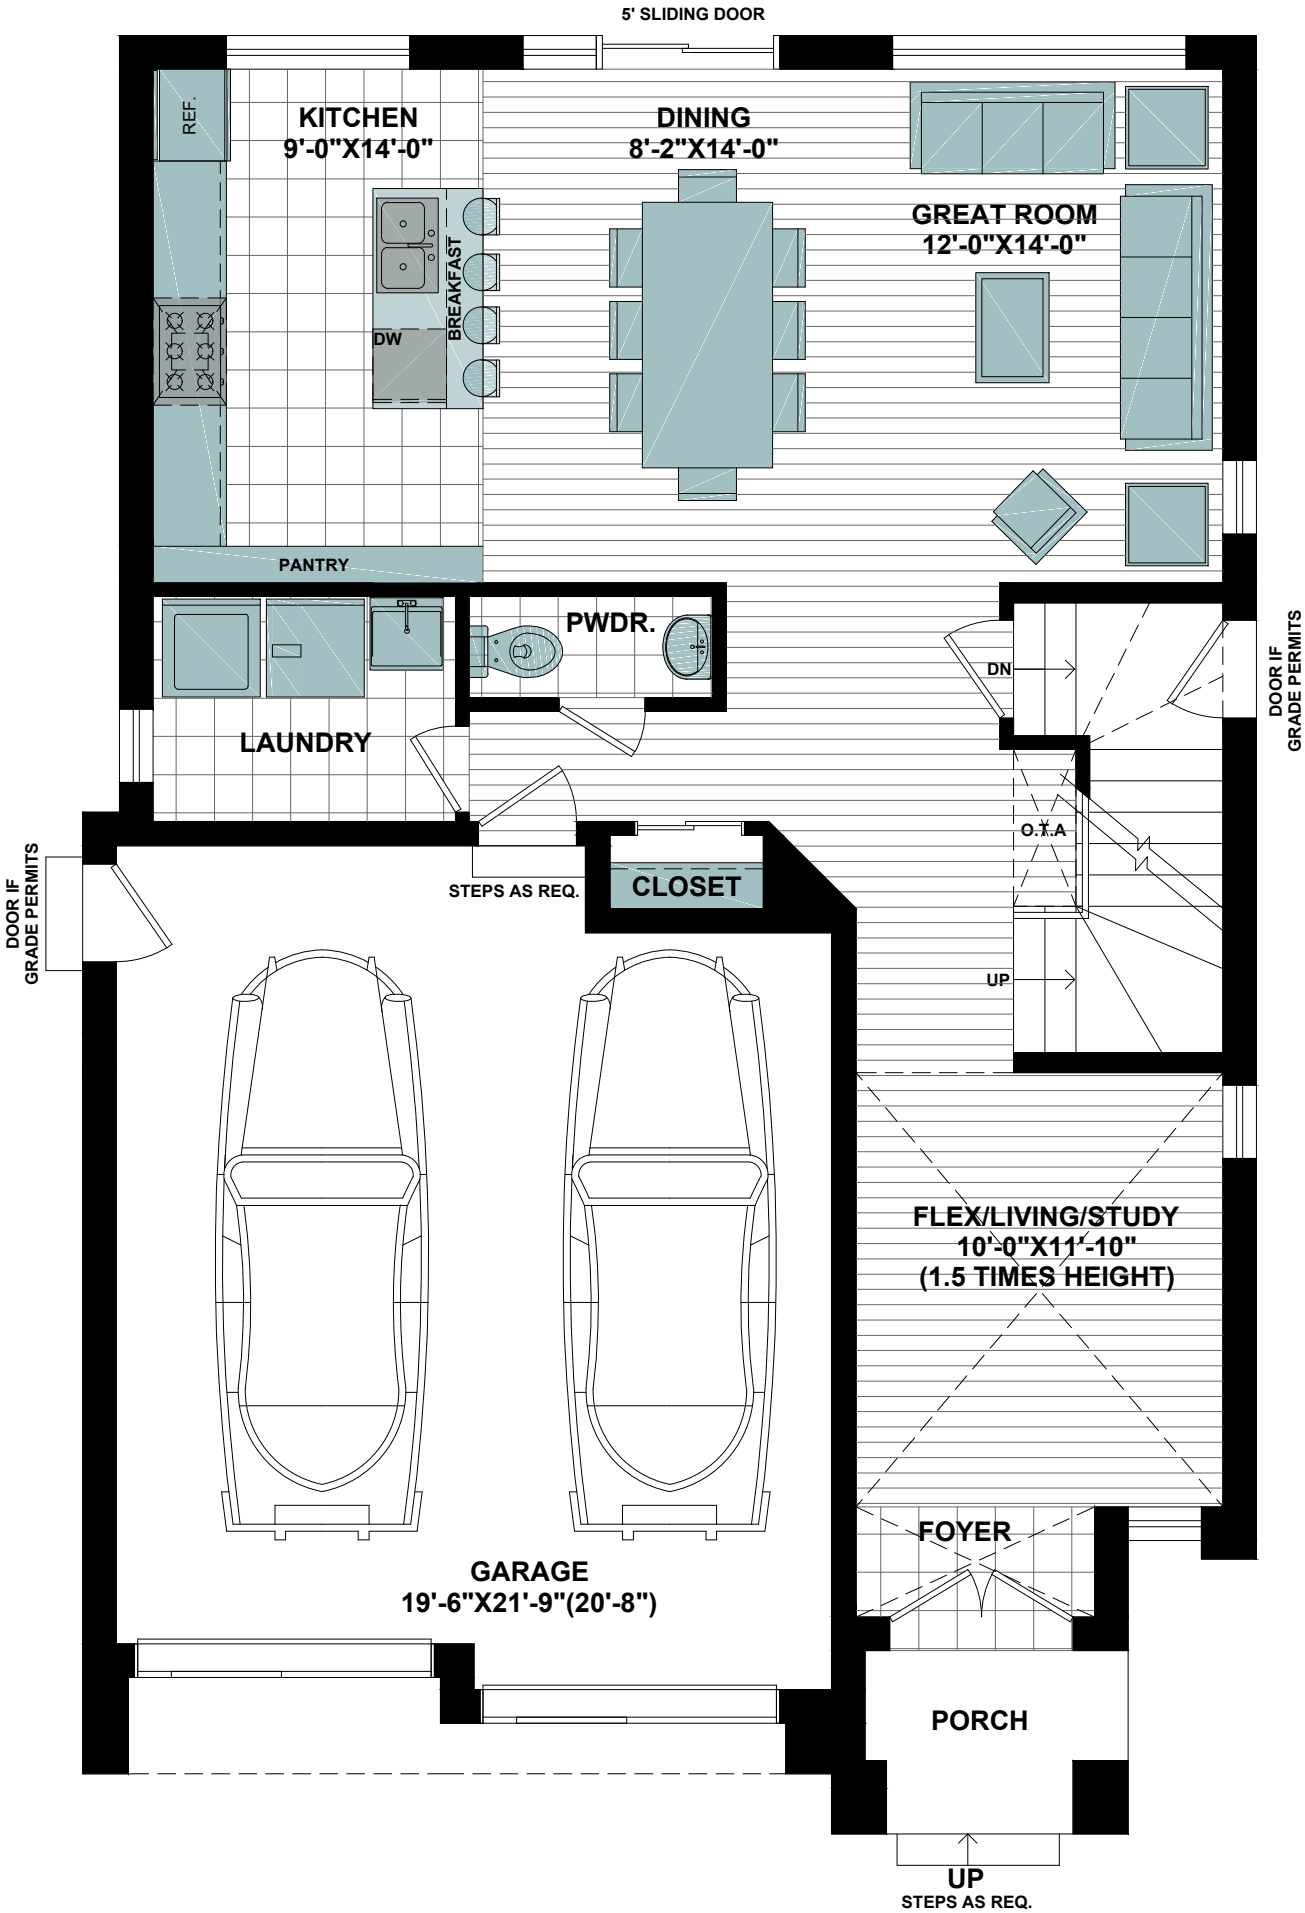 5' SLIDING DOOR
REF.
KITCHEN
9'-0"X14'-0"
DINING
8'-2"X14'-0"
GREAT ROOM
12'-0"X14'-0"
BREAKFAST
DW
PANTRY
PWDR.
LAUNDRY
DN
DOOR IF
GRADE PERMITS
O.T.A
DOOR IF
GRADE PERMITS
STEPS AS REQ.
CLOSET
UP
FLEX/LIVING/STUDY
10'-0"X11'-10"
(1.5 TIMES HEIGHT)
FOYER
GARAGE
19'-6"X21'-9"(20'-8")
PORCH
UP
STEPS AS REQ.